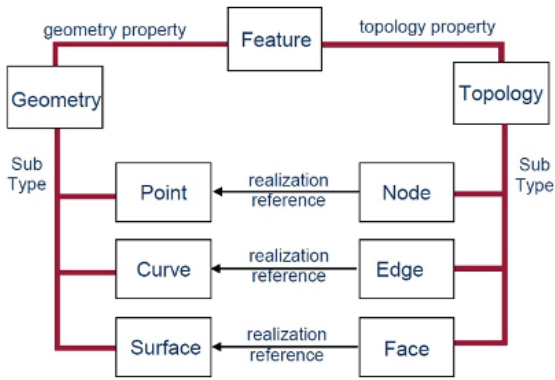 geometry property
Feature
topology property
Geometry
Topology
Sub
Type
Sub
Type
Point
realization
reference
Node
Curve
realization
reference
Edge
Surface
realization
reference
Face